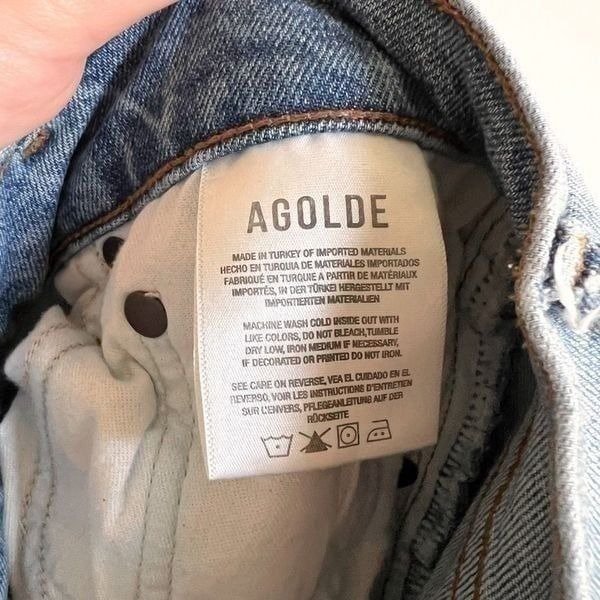 AGOLDE
MADE IN TURKEY OF IMPORTED MATERIALS
HECHO EN TURQUIA DE MATERIALES IMPORTADOS
FABRIQUÉ EN TURQUIE A PARTIR DE MATÉRIAUX
IMPORTÉS, IN DER TÜRKEI HERGESTELLT MIT
IMPORTIERTEN MATERIALIEN
MACHINE WASH COLD INSIDE OUT WITH
LIKE COLORS, DO NOT BLEACH,TUMBLE
DRY LOW, IRON MEDIUM IF NECESSARY,
IF DECORATED OR PRINTED DO NOT IRON.
SEE CARE ON REVERSE, VEA EL CUIDADO EN EL
REVERSO, VOIR LES INSTRUCTIONS D'ENTRETIEN
SUR L'ENVERS, PFLEGEANLEITUNG AUF DER
RÜCKSEITE